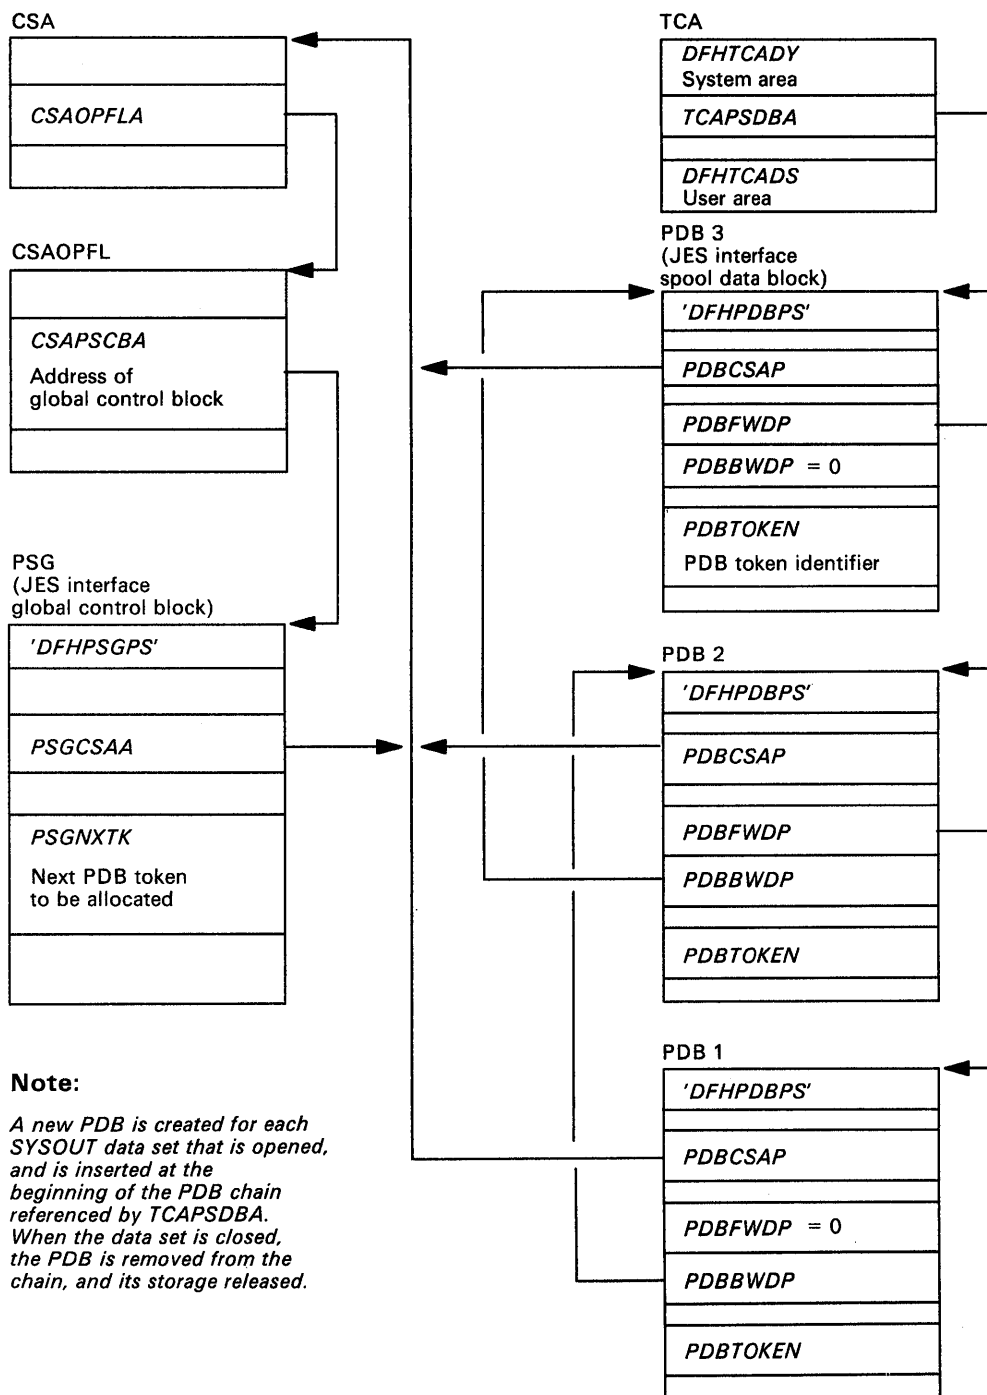 CSA
CSAOPFLA
CSAOPFL
CSAPSCBA
Address of
global control block
PSG
(JES interface
global control block)
'DFHPSGPS'
PSGCSAA
PSGNXTK
Next PDB token
to be allocated
Note:
A new PDB is created for each
SYSOUT data set that is opened,
and is inserted at the
beginning of the PDB chain
referenced by TCAPSDBA.
When the data set is closed,
the PDB is removed from the
chain, and its storage released.
TCA
DFHTCADY
System area
TCAPSDBA
DFHTCADS
User area
PDB 3
(JES interface
spool data block)
'DFHPDBPS'
PDBCSAP
PDBFWDP
PDBBWDP = 0
PDBTOKEN
PDB token identifier
PDB 2
'DFHPDBPS'
PDBCSAP
PDBFWDP
PDBBWDP
PDBTOKEN
PDB 1
'DFHPDBPS'
PDBCSAP
PDBFWDP = 0
PDBBWDP
PDBTOKEN